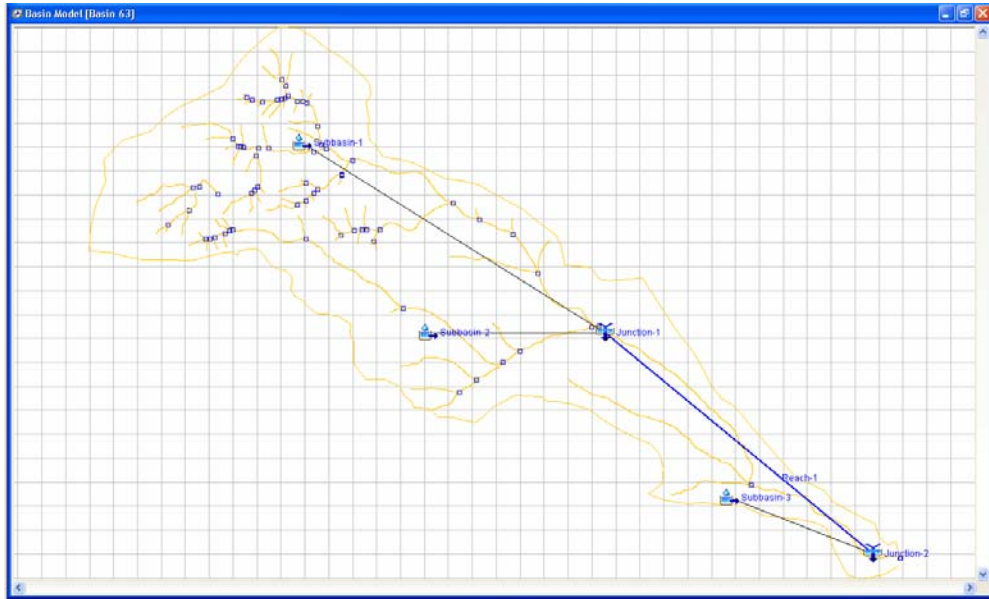 Basin Model [Basin 63]
Subbasin-1
Subbasin-2
Junction-1
Reach-1
Subbasin-3
Junction-2